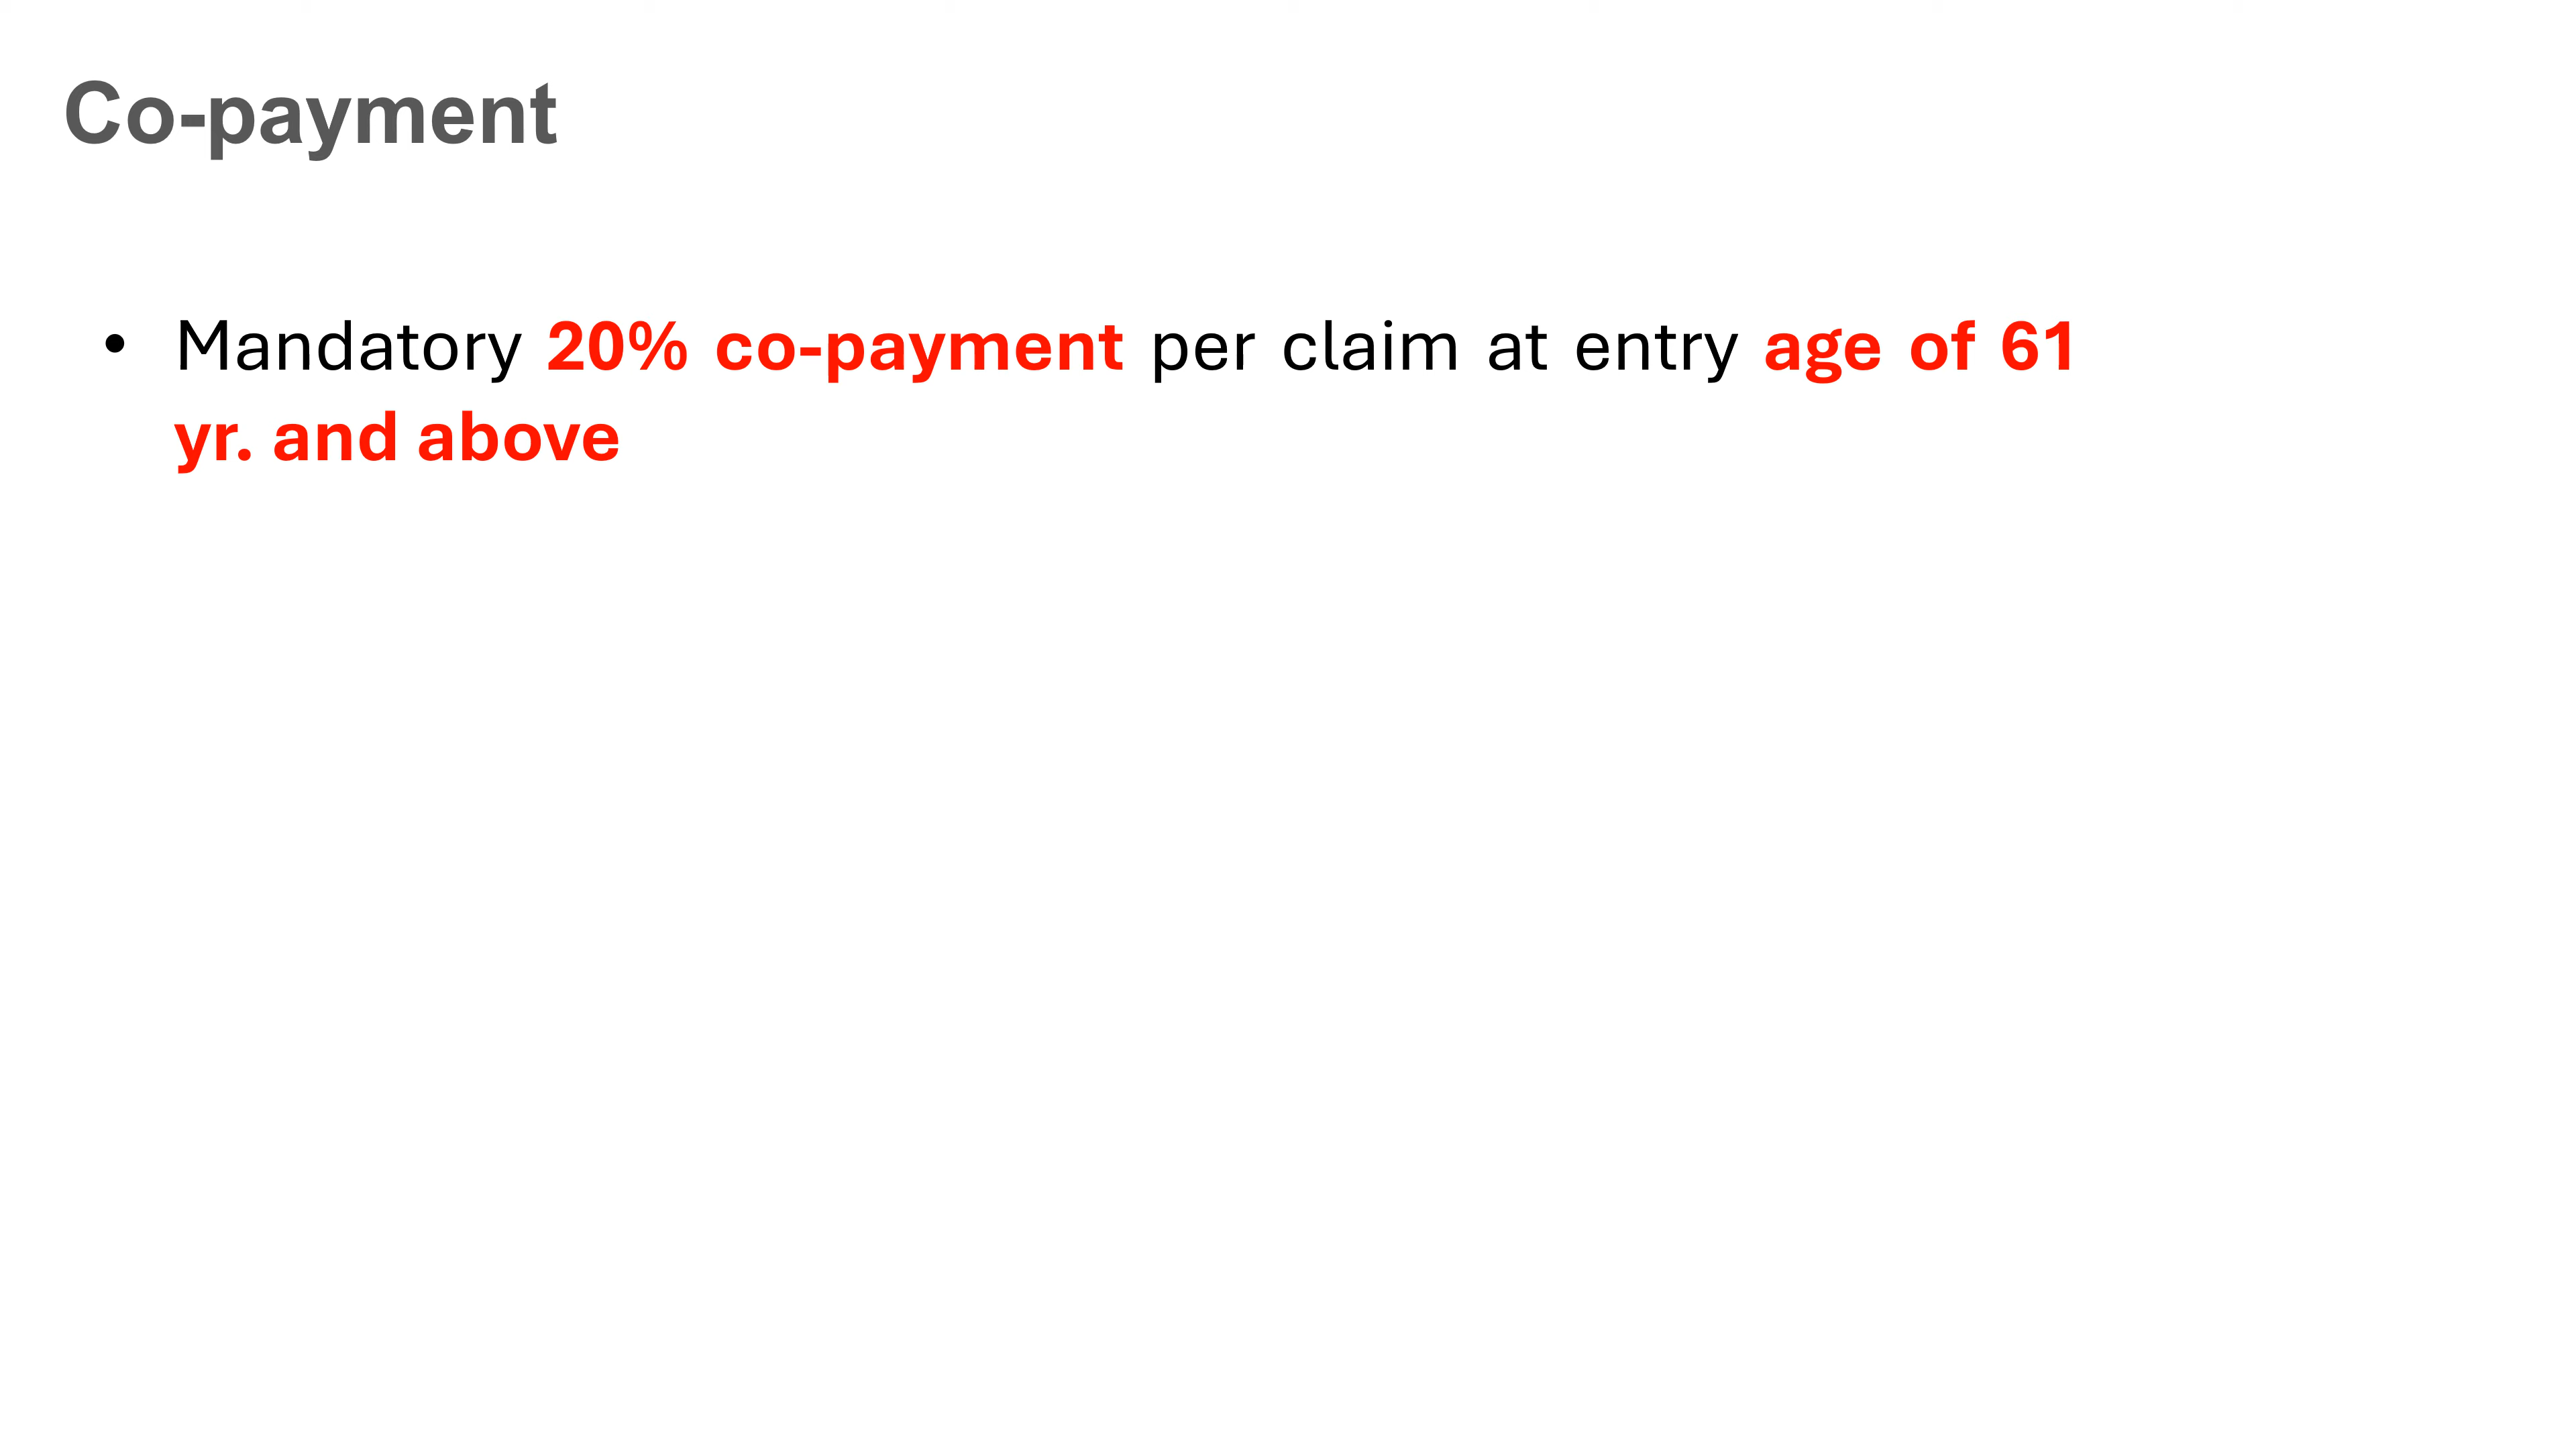 Co-payment
• Mandatory 20% co-payment per claim at entry age of 61
yr. and above